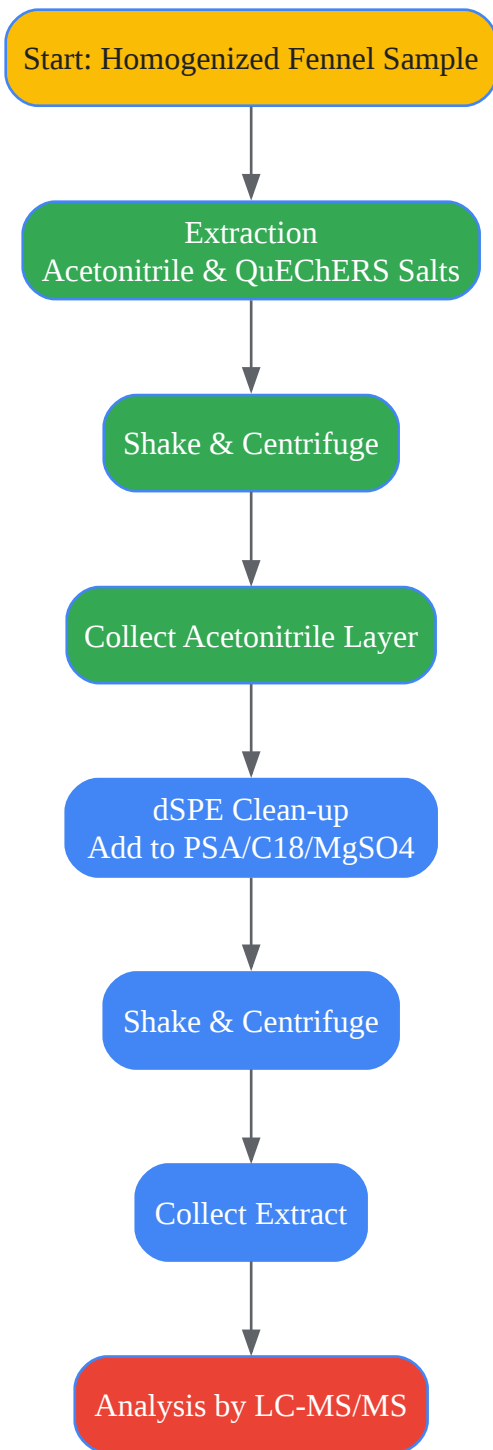 Start: Homogenized Fennel Sample
Extraction
Acetonitrile & QuEChERS Salts
Shake & Centrifuge
Collect Acetonitrile Layer
dSPE Clean-up
Add to PSA/C18/MgSO4
Shake & Centrifuge
Collect Extract
Analysis by LC-MS/MS